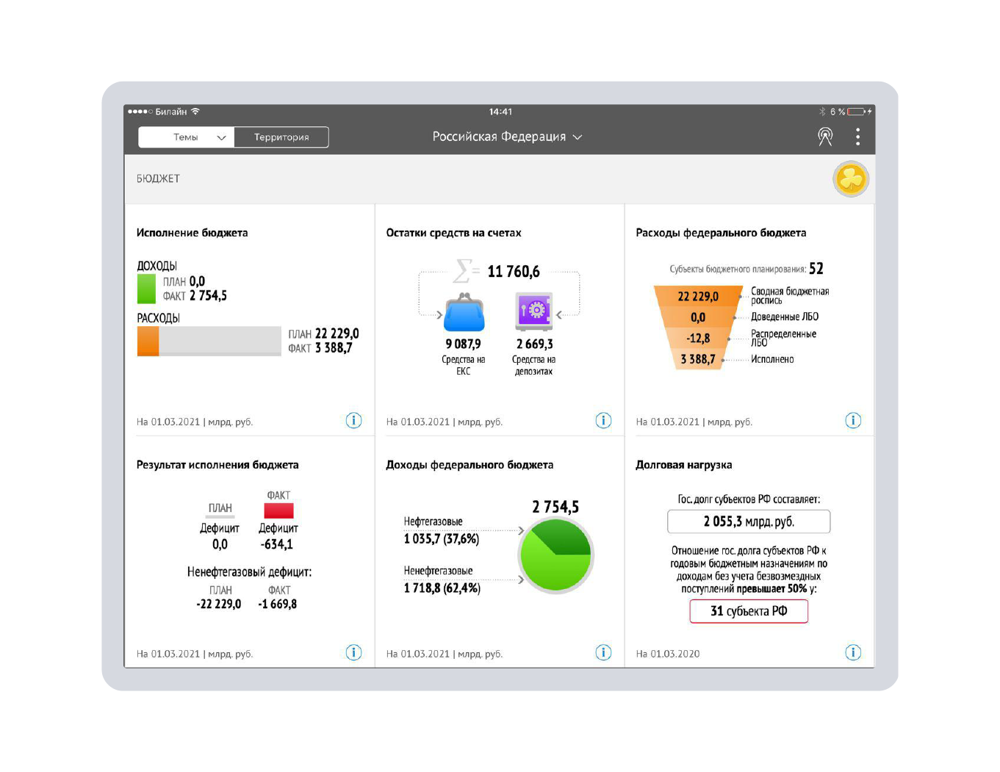 Билайн 14:41 6 %
Темы Территория Российская Федерация
БЮДЖЕТ
Исполнение бюджета
ДОХОДЫ
ПЛАН 0,0
ФАКТ 2 754,5
РАСХОДЫ
ПЛАН 22 229,0
ФАКТ 3 388,7
На 01.03.2021 | млрд. руб.
Остатки средств на счетах
∑= 11 760,6
9 087,9
Средства на
ЕКС
2 669,3
Средства на
депозитах
На 01.03.2021 | млрд. руб.
Расходы федерального бюджета
Субъекты бюджетного планирования: 52
22 229,0 Сводная бюджетная
роспись
0,0 Доведенные ЛБО
-12,8 Распределенные
ЛБО
3 388,7 Исполнено
На 01.03.2021 | млрд. руб.
Результат исполнения бюджета
ПЛАН
Дефицит
0,0
ФАКТ
Дефицит
-634,1
Ненефтегазовый дефицит:
ПЛАН ФАКТ
-22 229,0 -1 669,8
На 01.03.2021 | млрд. руб.
Доходы федерального бюджета
2 754,5
Нефтегазовые
1 035,7 (37,6%)
Ненефтегазовые
1 718,8 (62,4%)
На 01.03.2021 | млрд. руб.
Долговая нагрузка
Гос. долг субъектов РФ составляет:
2 055,3 млрд. руб.
Отношение гос. долга субъектов РФ к
годовым бюджетным назначениям по
доходам без учета безвозмездных
поступлений превышает 50% у:
31 субъекта РФ
На 01.03.2020